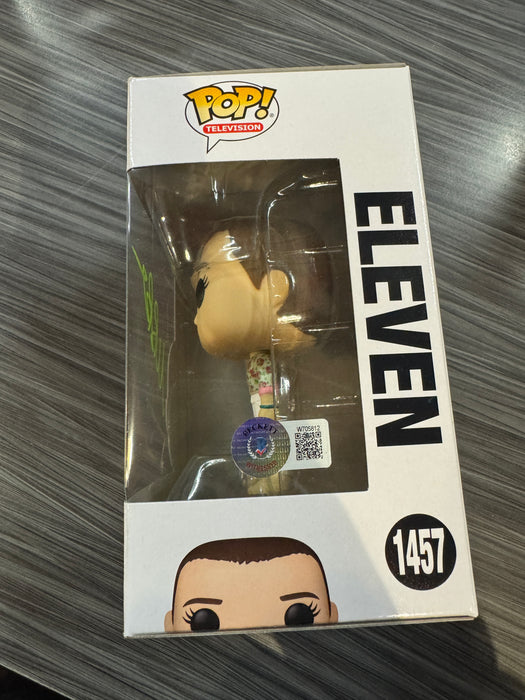 POP!
TELEVISION
ELEVEN
BECKETT
W705812
1457